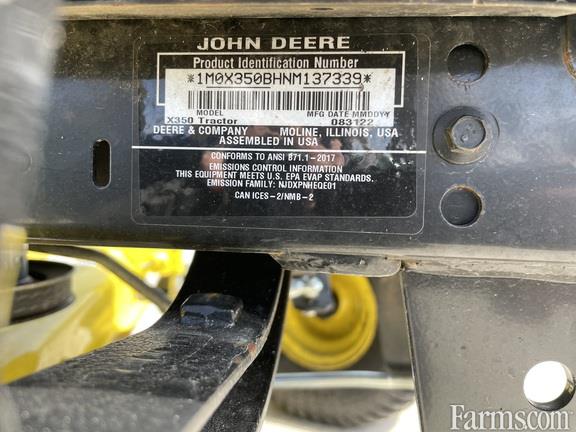 JOHN DEERE
Product Identification Number
*1M0X350BHNM137339*
MODEL MFG DATE MMDDYY
X350 Tractor 083122
DEERE & COMPANY MOLINE, ILLINOIS, USA
ASSEMBLED IN USA
CONFORMS TO ANSI B71.1-2017
EMISSIONS CONTROL INFORMATION
THIS EQUIPMENT MEETS U.S. EPA EVAP STANDARDS.
EMISSION FAMILY: NJDXPNHEQE01
CAN ICES-2/NMB-2
Farms.com